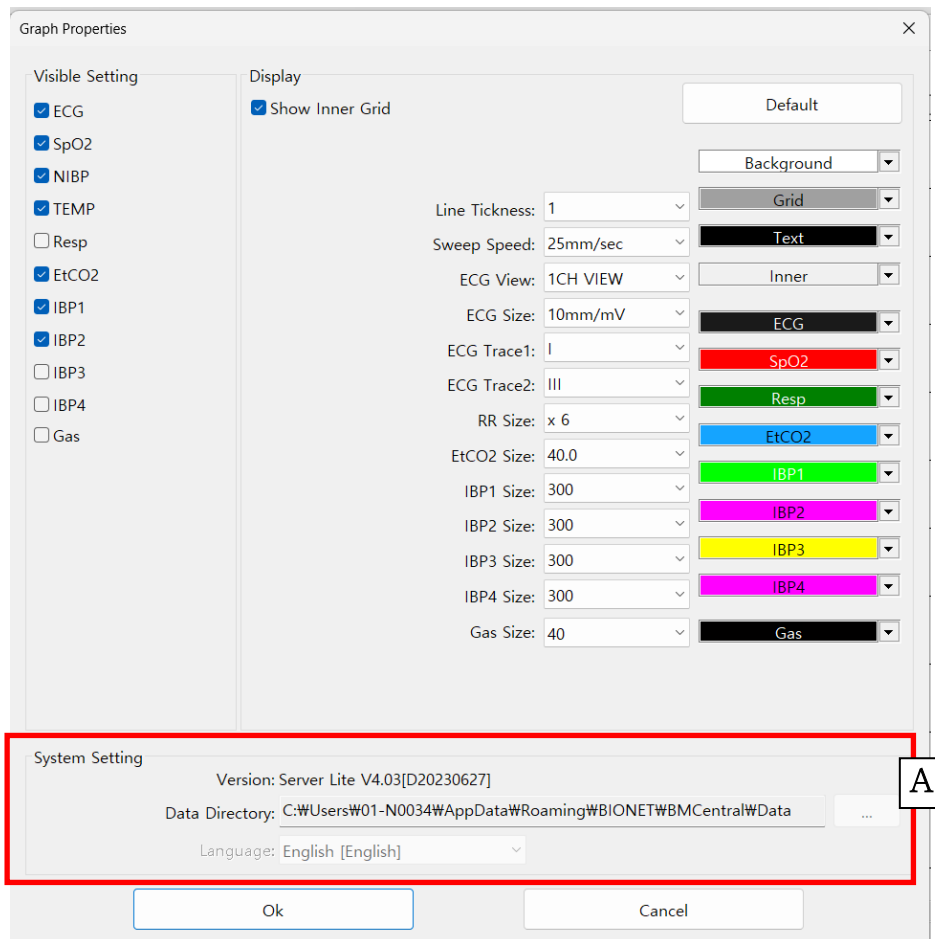 Graph Properties
Visible Setting
ECG
SpO2
NIBP
TEMP
Resp
EtCO2
IBP1
IBP2
IBP3
IBP4
Gas
Display
Show Inner Grid
Default
Line Tickness: 1
Sweep Speed: 25mm/sec
ECG View: 1CH VIEW
ECG Size: 10mm/mV
ECG Trace1: I
ECG Trace2: III
RR Size: x 6
EtCO2 Size: 40.0
IBP1 Size: 300
IBP2 Size: 300
IBP3 Size: 300
IBP4 Size: 300
Gas Size: 40
Background
Grid
Text
Inner
ECG
SpO2
Resp
EtCO2
IBP1
IBP2
IBP3
IBP4
Gas
System Setting
Version: Server Lite V4.03[D20230627]
Data Directory: C:₩Users₩01-N0034₩AppData₩Roaming₩BIONET₩BMCentral₩Data
...
Language: English [English]
A
Ok
Cancel